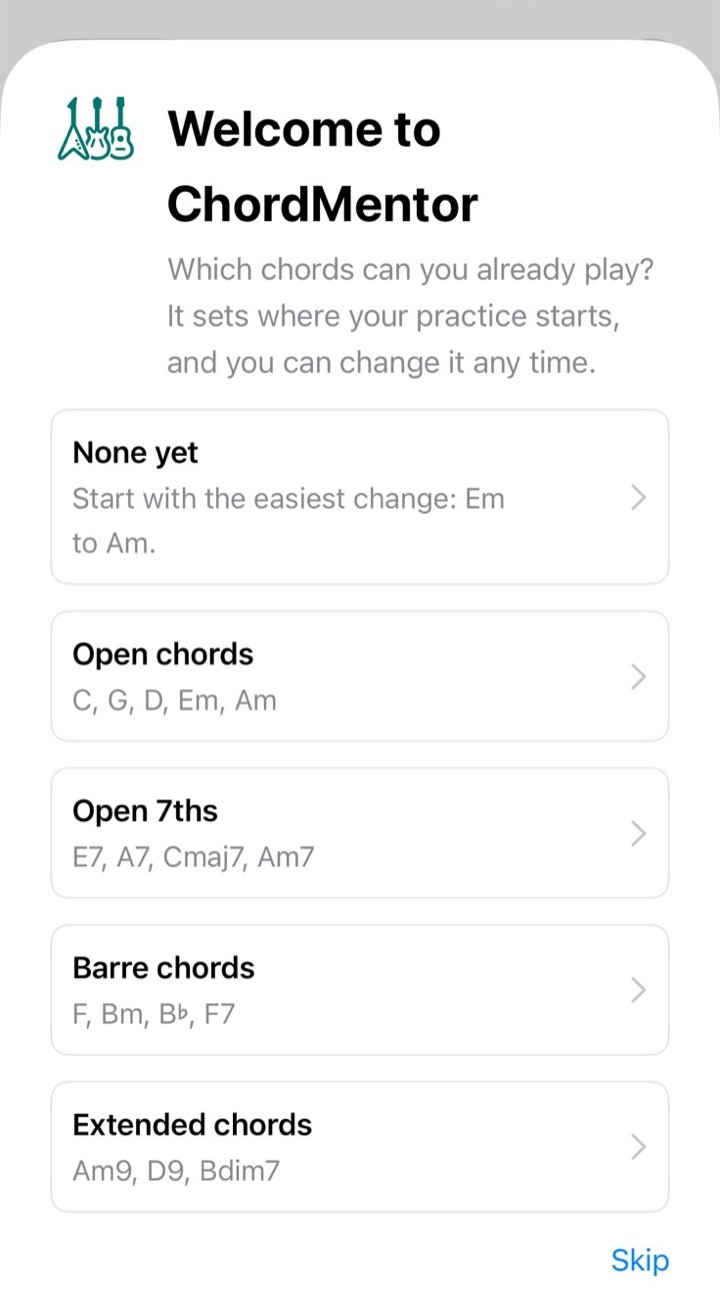 Welcome to
ChordMentor
Which chords can you already play?
It sets where your practice starts,
and you can change it any time.
None yet
Start with the easiest change: Em
to Am.
Open chords
C, G, D, Em, Am
Open 7ths
E7, A7, Cmaj7, Am7
Barre chords
F, Bm, B♭, F7
Extended chords
Am9, D9, Bdim7
Skip